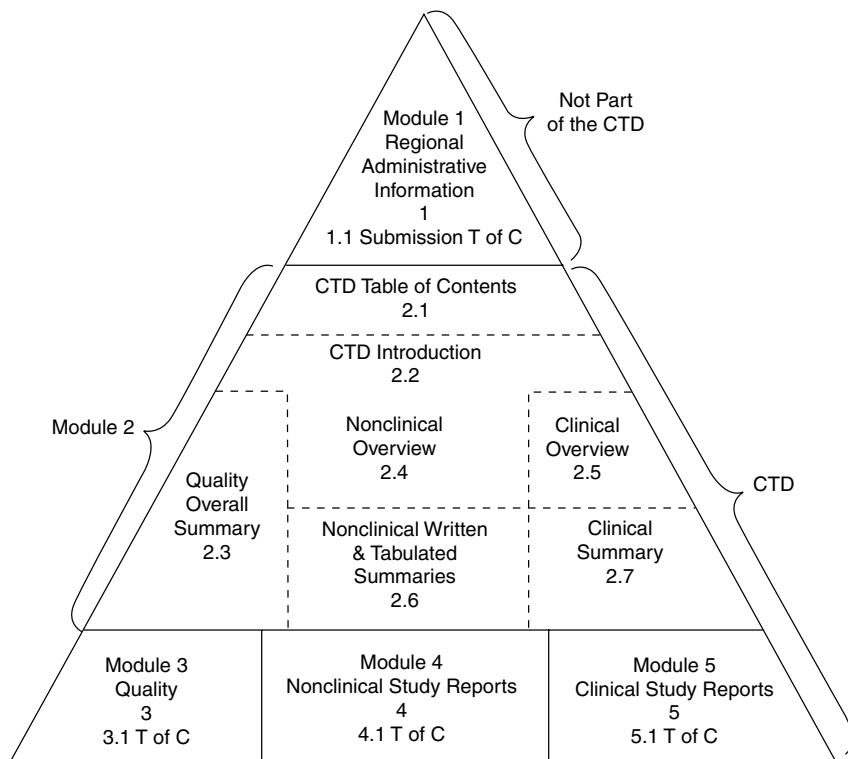 Module 1
Regional
Administrative
Information
1
1.1 Submission T of C
Not Part
of the CTD
CTD Table of Contents
2.1
CTD Introduction
2.2
Module 2
Quality
Overall
Summary
2.3
Nonclinical
Overview
2.4
Clinical
Overview
2.5
Nonclinical Written
& Tabulated
Summaries
2.6
Clinical
Summary
2.7
CTD
Module 3
Quality
3
3.1 T of C
Module 4
Nonclinical Study Reports
4
4.1 T of C
Module 5
Clinical Study Reports
5
5.1 T of C